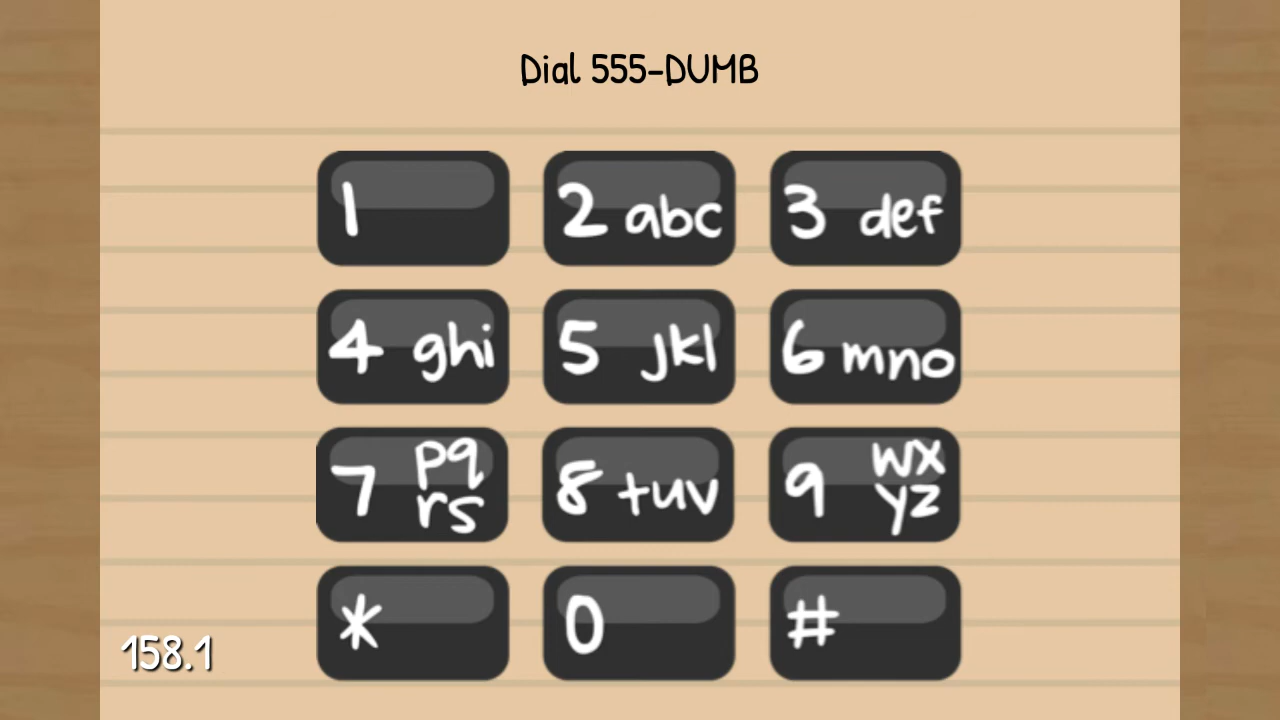 Dial 555-DUMB
1
2 abc
3 def
4 ghi
5 jkl
6 mno
7 pq
rs
8 tuv
9 wx
yz
*
0
#
158.1